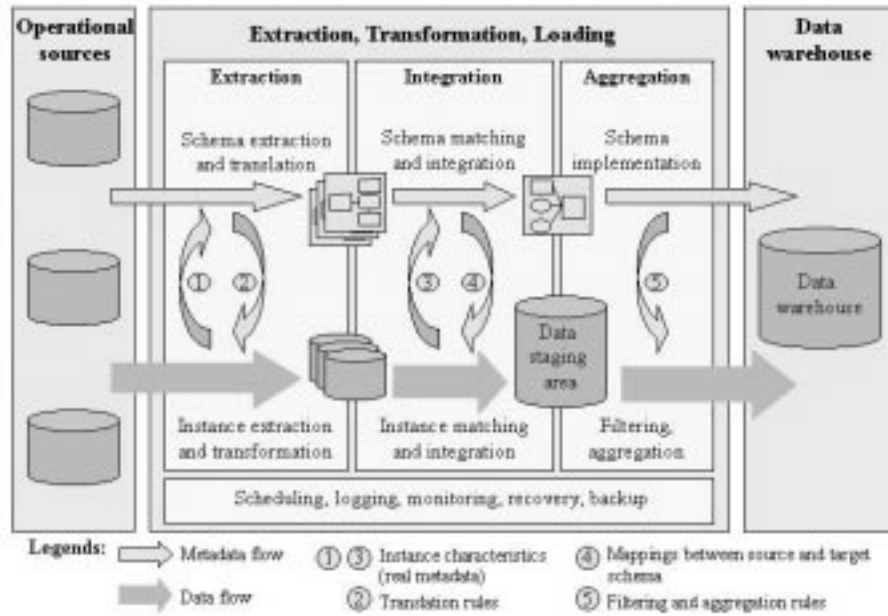 Operational
sources
Extraction, Transformation, Loading
Data
warehouse
Extraction
Integration
Aggregation
Schema extraction
and translation
Schema matching
and integration
Schema
implementation
① ②
③ ④
⑤
Data
warehouse
Data
staging
area
Instance extraction
and transformation
Instance matching
and integration
Filtering,
aggregation
Scheduling, logging, monitoring, recovery, backup
Legends:
Metadata flow
Data flow
① ③ Instance characteristics
(real metadata)
② Translation rules
④ Mappings between source and target
schema
⑤ Filtering and aggregation rules